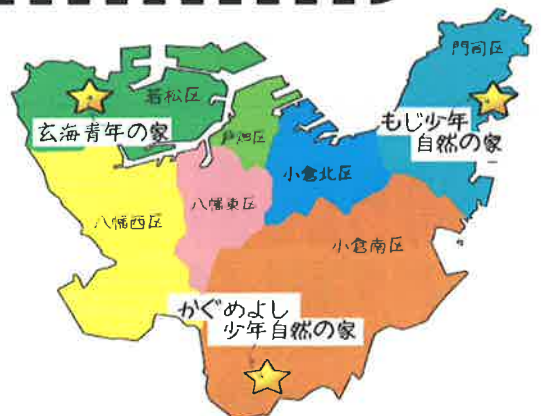 門司区
若松区
玄海青年の家
戸畑区
もじ少年
自然の家
小倉北区
八幡東区
八幡西区
小倉南区
かぐめよし
少年自然の家